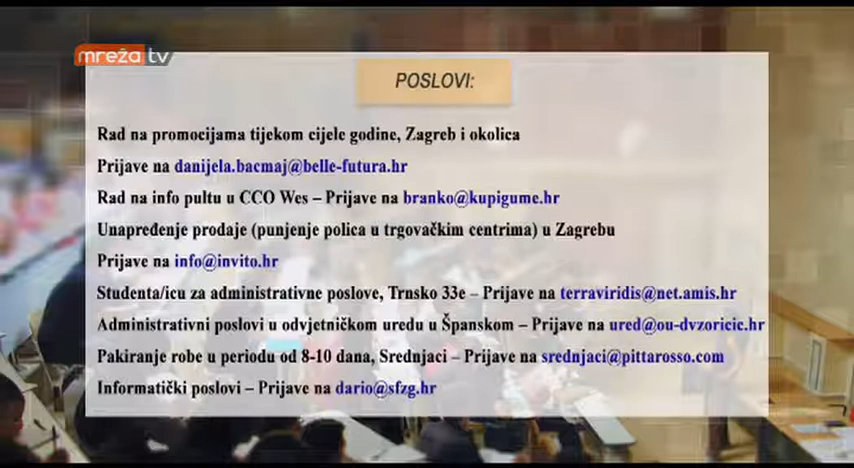 mreža tv
POSLOVI:
Rad na promocijama tijekom cijele godine, Zagreb i okolica
Prijave na danijela.bacmaj@belle-futura.hr
Rad na info pultu u CCO Wes – Prijave na branko@kupigume.hr
Unapređenje prodaje (punjenje polica u trgovačkim centrima) u Zagrebu
Prijave na info@invito.hr
Studenta/icu za administrativne poslove, Trnsko 33e – Prijave na terraviridis@net.amis.hr
Administrativni poslovi u odvjetničkom uredu u Španskom – Prijave na ured@ou-dvzoricic.hr
Pakiranje robe u periodu od 8-10 dana, Srednjaci – Prijave na srednjaci@pittarosso.com
Informatički poslovi – Prijave na dario@sfzg.hr